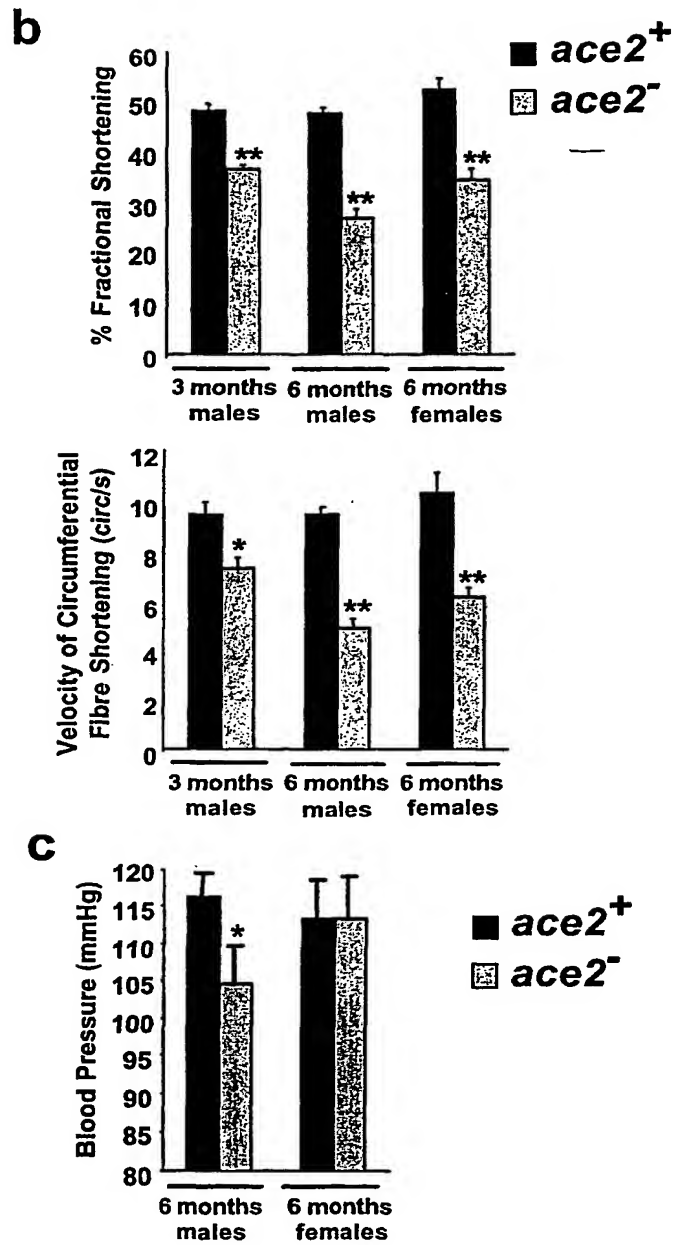 b
% Fractional Shortening
60
50
40
30
20
10
0
**
**
**
ace2+
ace2-
3 months males
6 months males
6 months females
Velocity of Circumferential
Fibre Shortening (circ/s)
12
10
8
6
4
2
0
*
**
**
3 months males
6 months males
6 months females
c
Blood Pressure (mmHg)
120
115
110
105
100
95
90
85
80
*
ace2+
ace2-
6 months males
6 months females